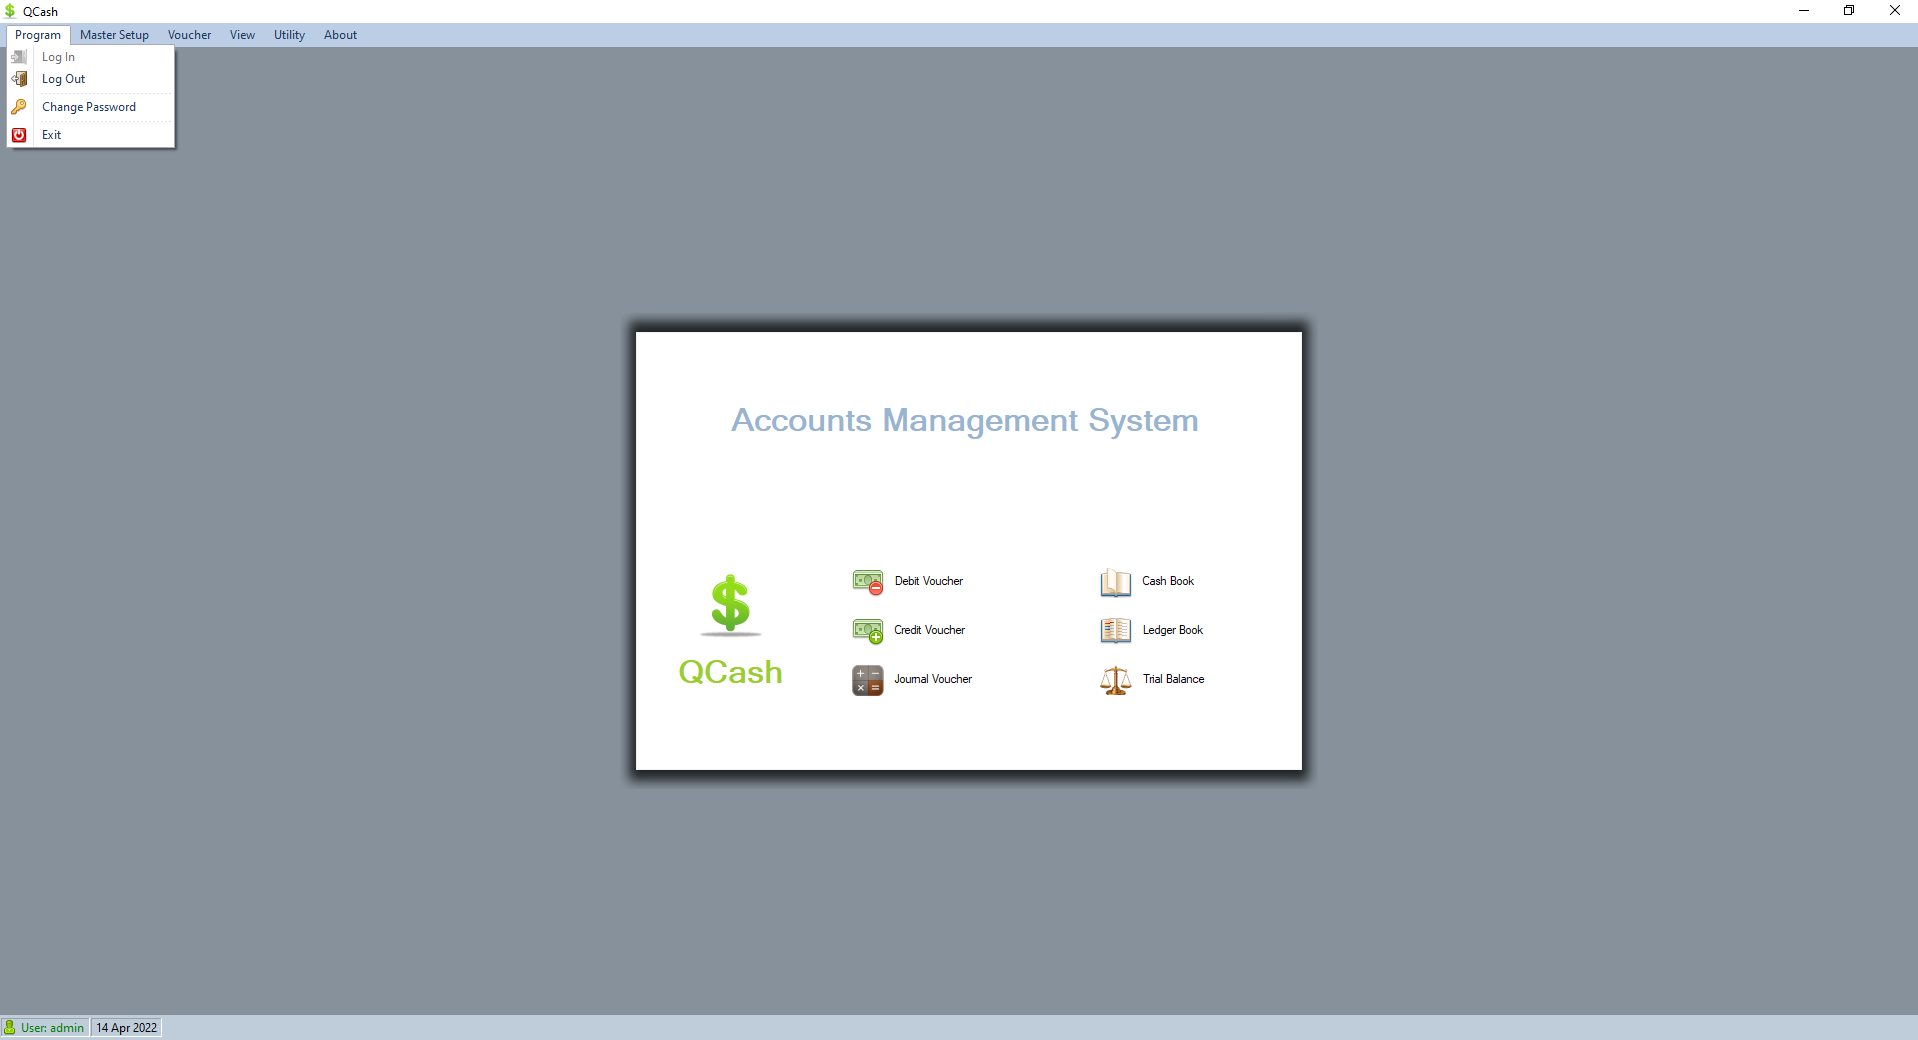 QCash
Program Master Setup Voucher View Utility About
Log In
Log Out
Change Password
Exit
Accounts Management System
Debit Voucher Cash Book
Credit Voucher Ledger Book
QCash
Journal Voucher Trial Balance
User: admin 14 Apr 2022